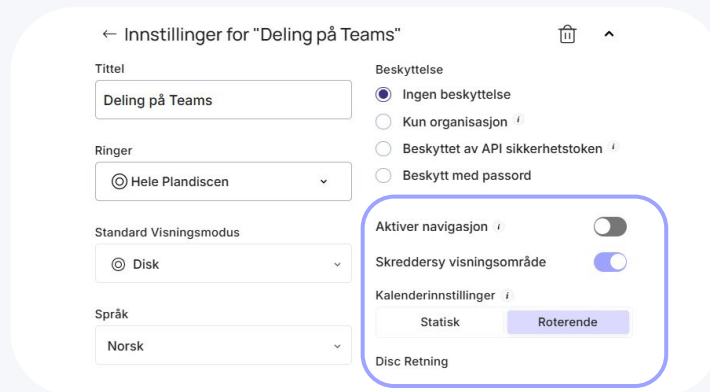 ← Innstillinger for "Deling på Teams"
Tittel
Deling på Teams
Ringer
Hele Plandiscen
Standard Visningsmodus
Disk
Språk
Norsk
Beskyttelse
Ingen beskyttelse
Kun organisasjon i
Beskyttet av API sikkerhetstoken i
Beskytt med passord
Aktiver navigasjon i
Skreddersy visningsområde
Kalenderinnstillinger i
Statisk Roterende
Disc Retning